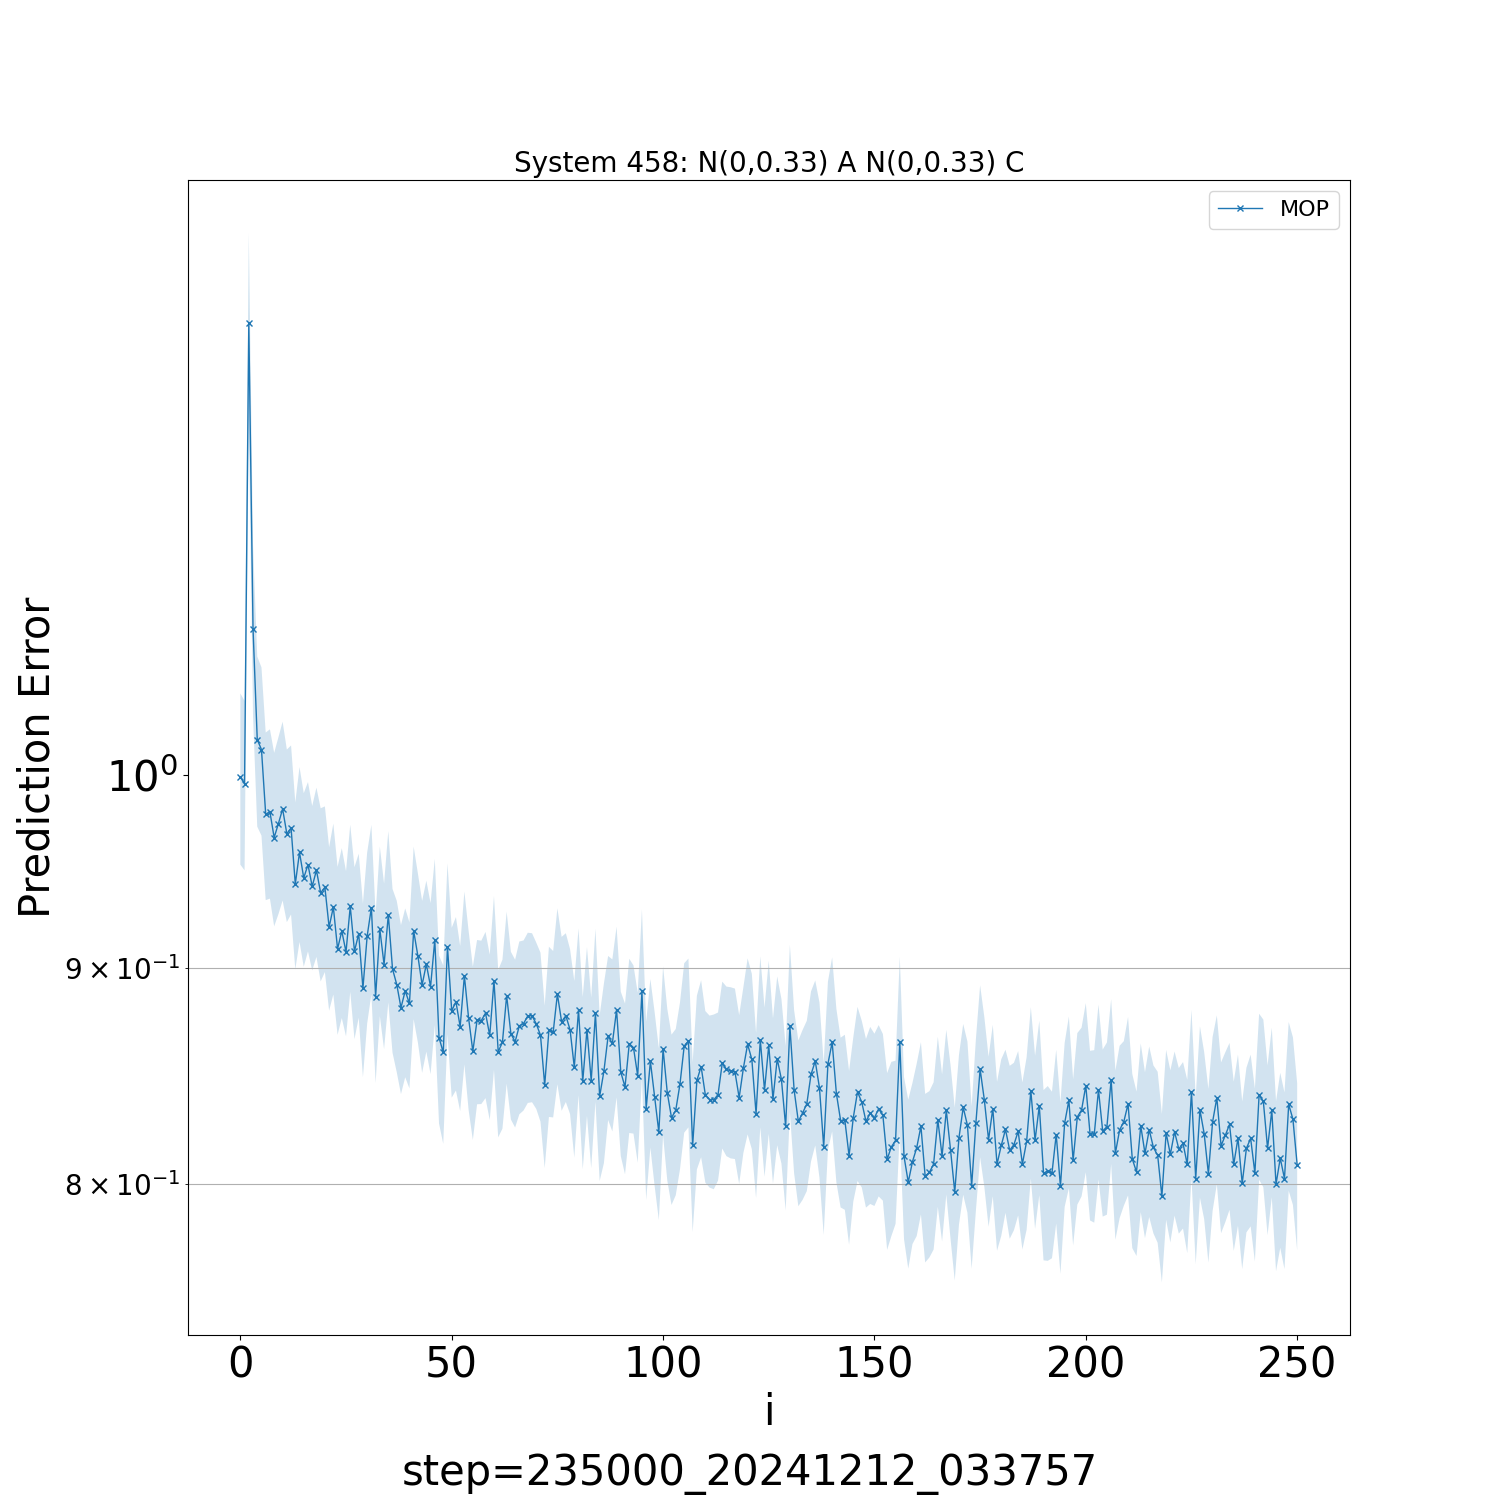 System 458: N(0,0.33) A N(0,0.33) C
MOP
Prediction Error
10⁰
9 × 10⁻¹
8 × 10⁻¹
0 50 100 150 200 250
i
step=235000_20241212_033757